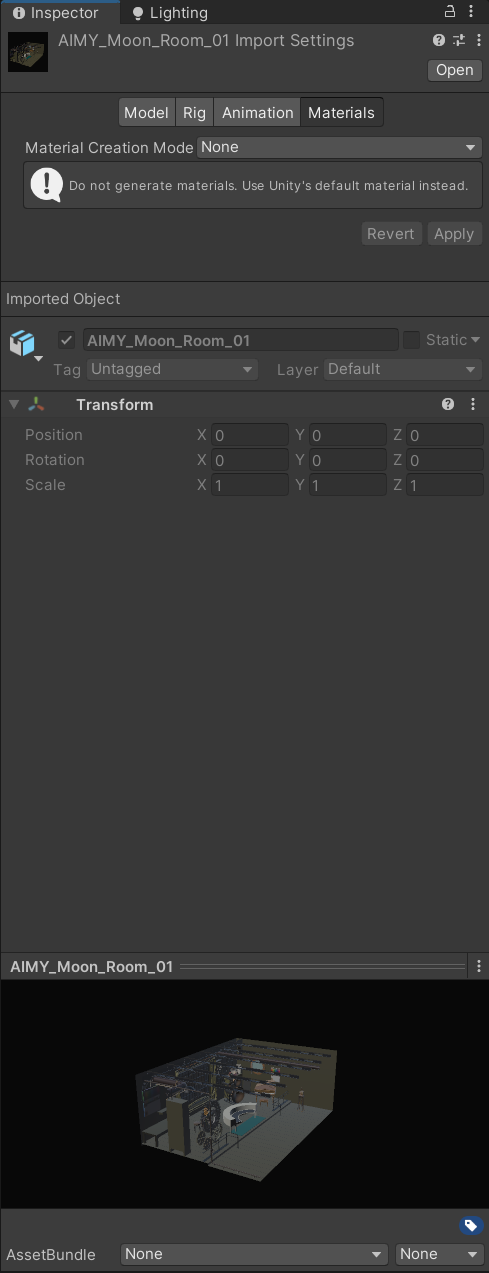 Inspector Lighting
AIMY_Moon_Room_01 Import Settings
Open
Model Rig Animation Materials
Material Creation Mode None
Do not generate materials. Use Unity's default material instead.
Revert Apply
Imported Object
AIMY_Moon_Room_01 Static
Tag Untagged Layer Default
Transform
Position X 0 Y 0 Z 0
Rotation X 0 Y 0 Z 0
Scale X 1 Y 1 Z 1
AIMY_Moon_Room_01
AssetBundle None None